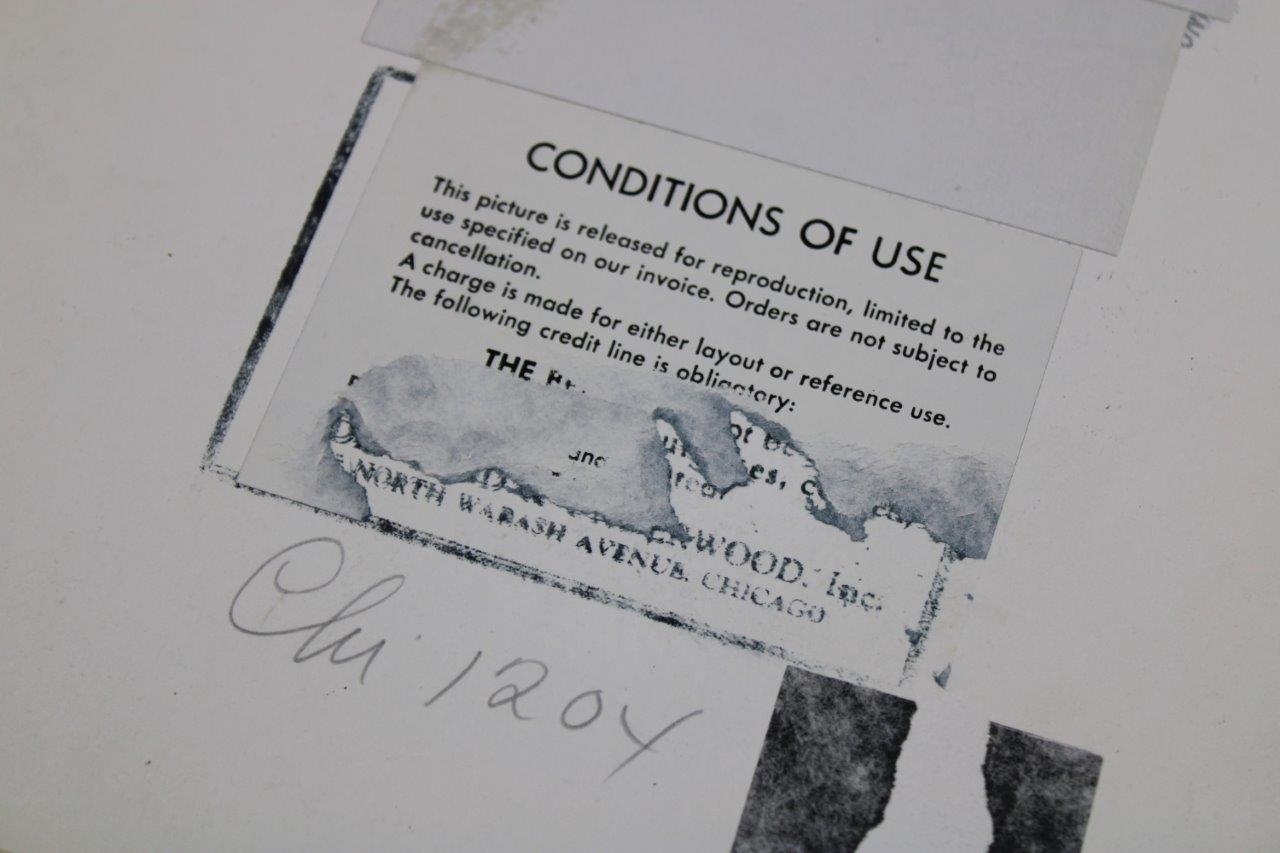 CONDITIONS OF USE
This picture is released for reproduction, limited to the
use specified on our invoice. Orders are not subject to
cancellation.
A charge is made for either layout or reference use.
The following credit line is obligatory:
THE
NORTH WABASH AVENUE, CHICAGO
WOOD, Inc.
Chi 1204